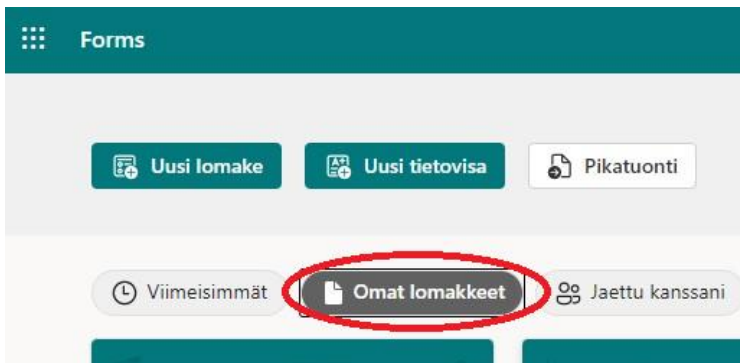 Forms
Uusi lomake Uusi tietovisa Pikatuonti
Viimeisimmät Omat lomakkeet Jaettu kanssani